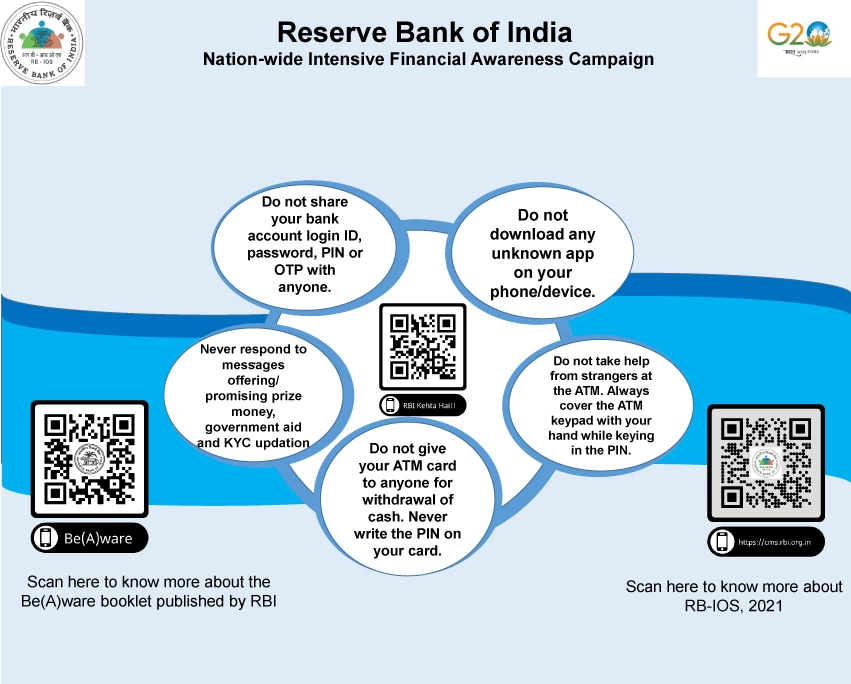 भारतीय रिज़र्व बैंक
RB - IOS
RESERVE BANK OF INDIA
Reserve Bank of India
Nation-wide Intensive Financial Awareness Campaign
G20
भारत 2023 INDIA
Do not share
your bank
account login ID,
password, PIN or
OTP with
anyone.
Do not
download any
unknown app
on your
phone/device.
Never respond to
messages
offering/
promising prize
money,
government aid
and KYC updation
RBI Kehta Hai!!
Do not take help
from strangers at
the ATM. Always
cover the ATM
keypad with your
hand while keying
in the PIN.
Do not give
your ATM card
to anyone for
withdrawal of
cash. Never
write the PIN on
your card.
Be(A)ware
Scan here to know more about the
Be(A)ware booklet published by RBI
https://cms.rbi.org.in
Scan here to know more about
RB-IOS, 2021